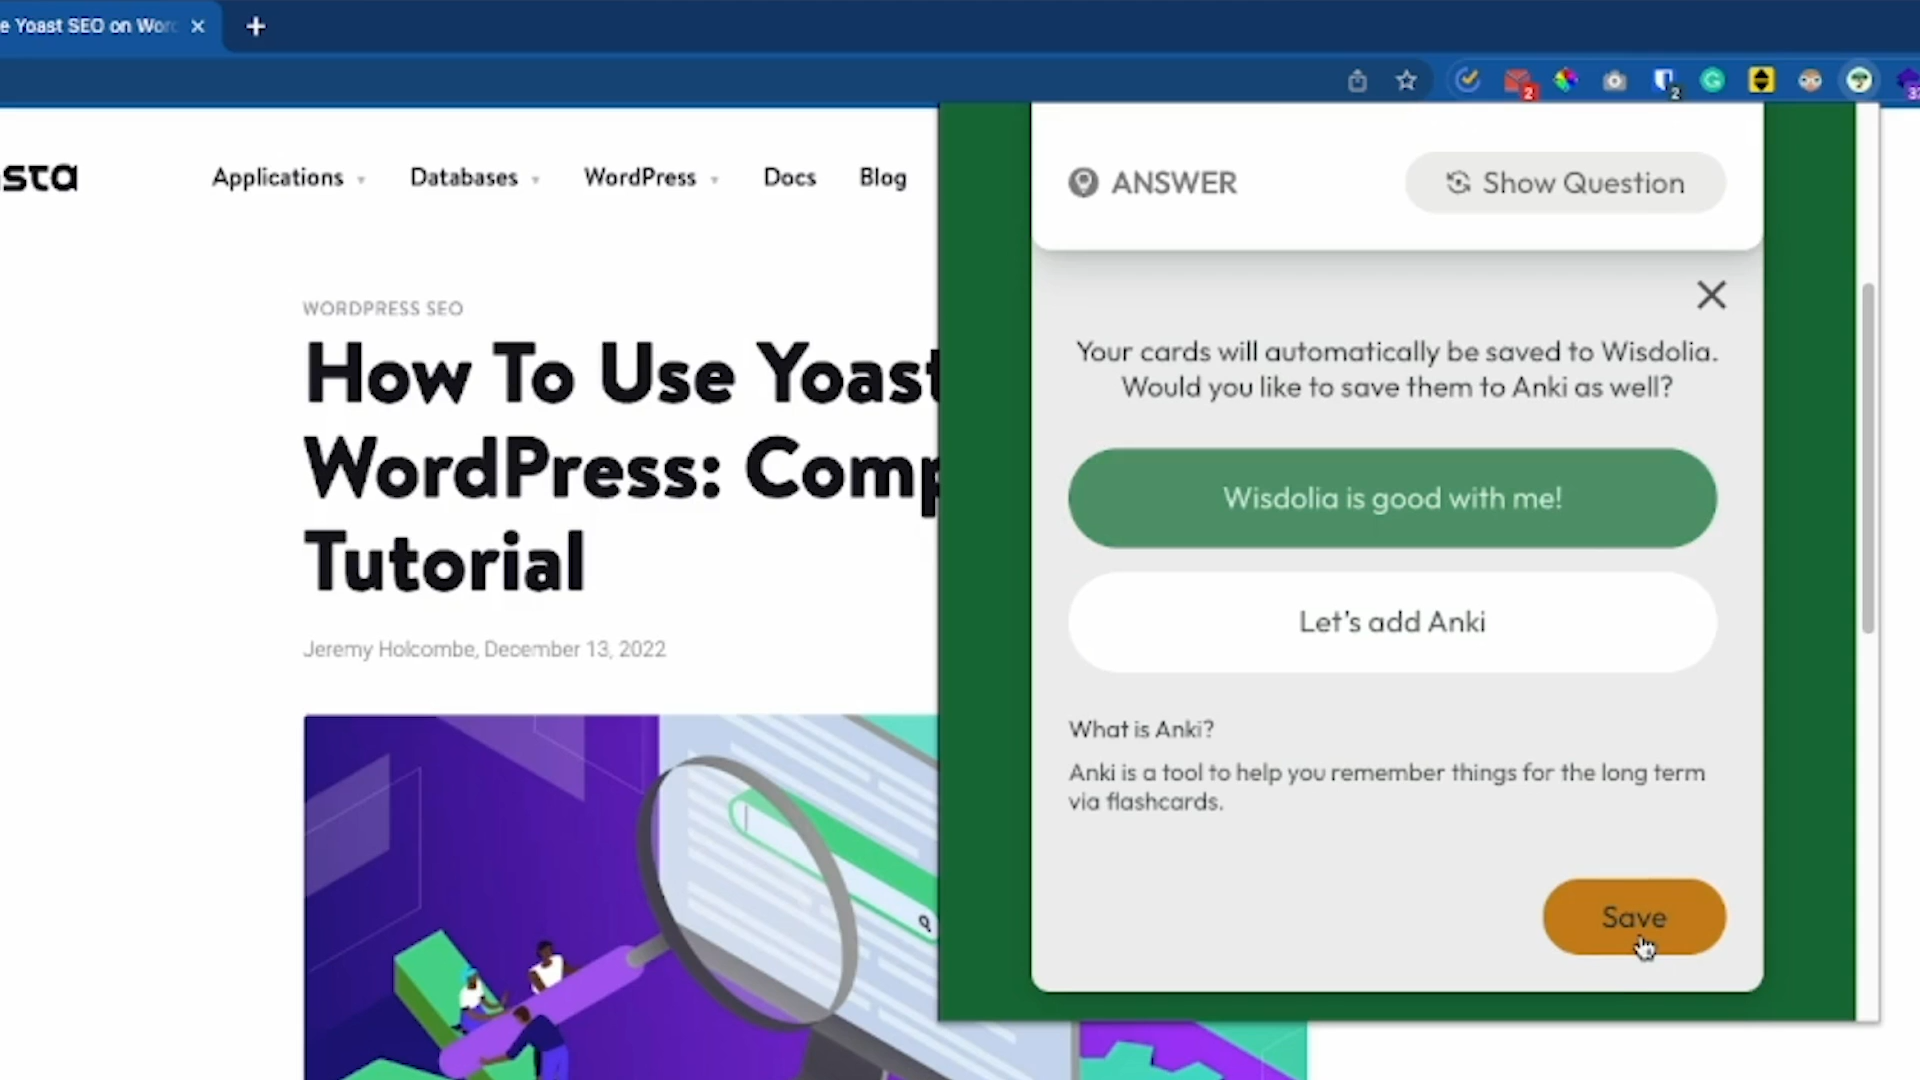 e Yoast SEO on Wor
2
2
Applications
Databases
WordPress
Docs
Blog
WORDPRESS SEO
How To Use Yoast
WordPress: Comp
Tutorial
Jeremy Holcombe, December 13, 2022
ANSWER
Show Question
Your cards will automatically be saved to Wisdolia.
Would you like to save them to Anki as well?
Wisdolia is good with me!
Let's add Anki
What is Anki?
Anki is a tool to help you remember things for the long term
via flashcards.
Save